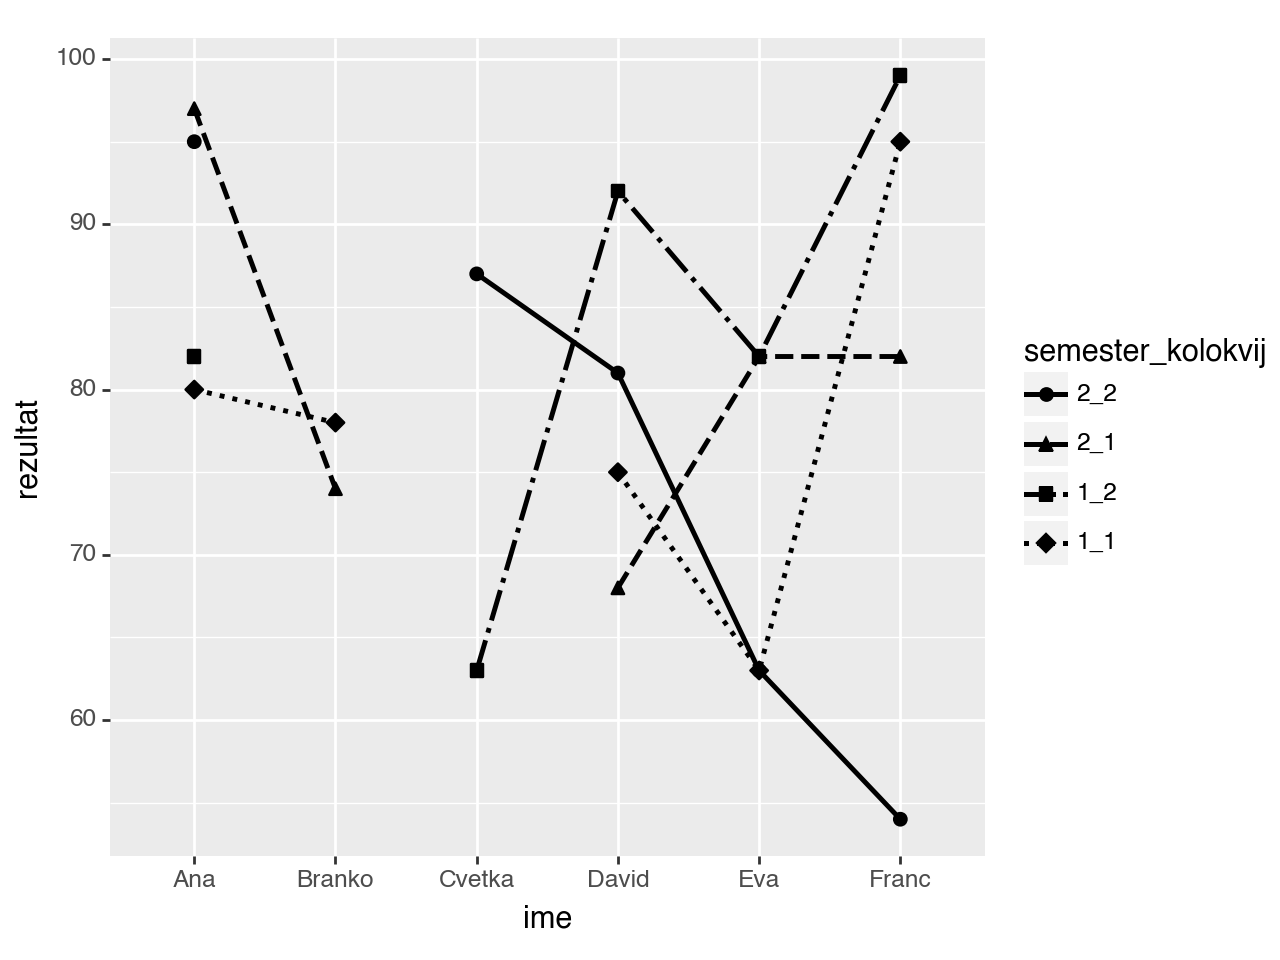 100
90
80
70
60
rezultat
Ana Branko Cvetka David Eva Franc
ime
semester_kolokvij
2_2
2_1
1_2
1_1